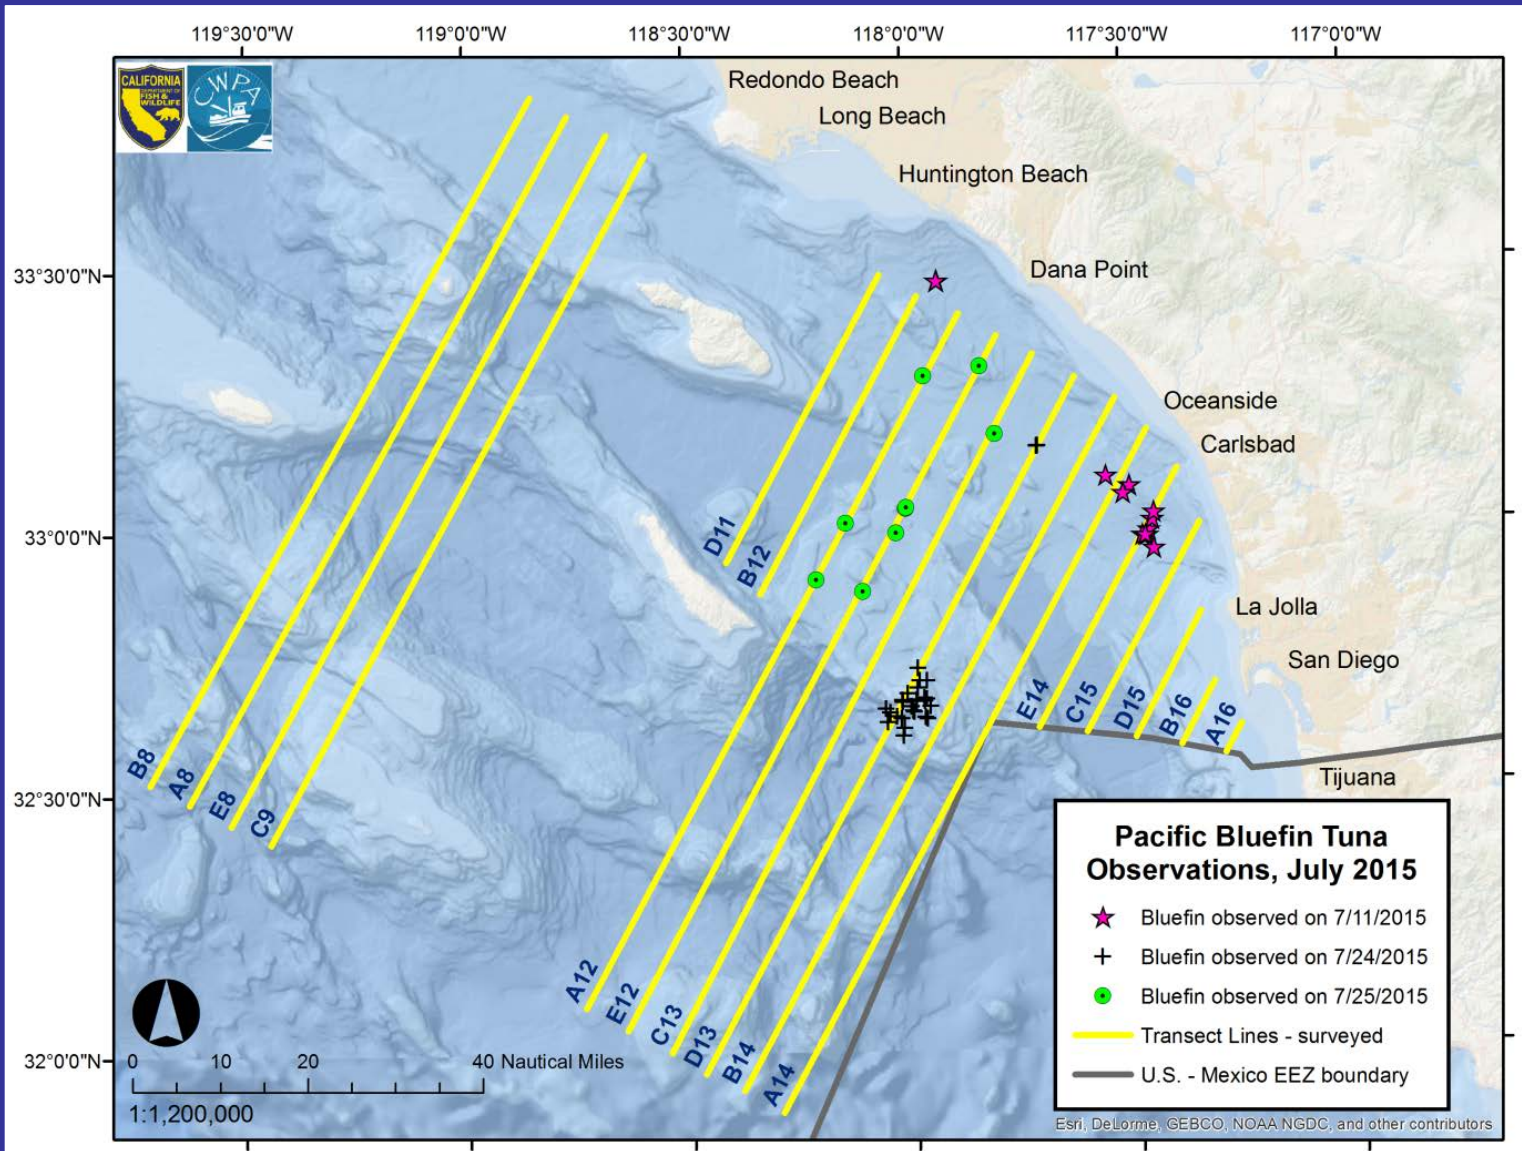 119°30'0"W 119°0'0"W 118°30'0"W 118°0'0"W 117°30'0"W 117°0'0"W
CALIFORNIA
DEPARTMENT OF
FISH &
WILDLIFE
CWPA
Redondo Beach
Long Beach
Huntington Beach
Dana Point
33°30'0"N
Oceanside
Carlsbad
33°0'0"N
D11
B12
La Jolla
San Diego
E14
C15
D15
B16
A16
Tijuana
B8
A8
E8
C9
32°30'0"N
A12
E12
C13
D13
B14
A14
32°0'0"N
0 10 20 40 Nautical Miles
1:1,200,000
Pacific Bluefin Tuna
Observations, July 2015
Bluefin observed on 7/11/2015
Bluefin observed on 7/24/2015
Bluefin observed on 7/25/2015
Transect Lines - surveyed
U.S. - Mexico EEZ boundary
Esri, DeLorme, GEBCO, NOAA NGDC, and other contributors